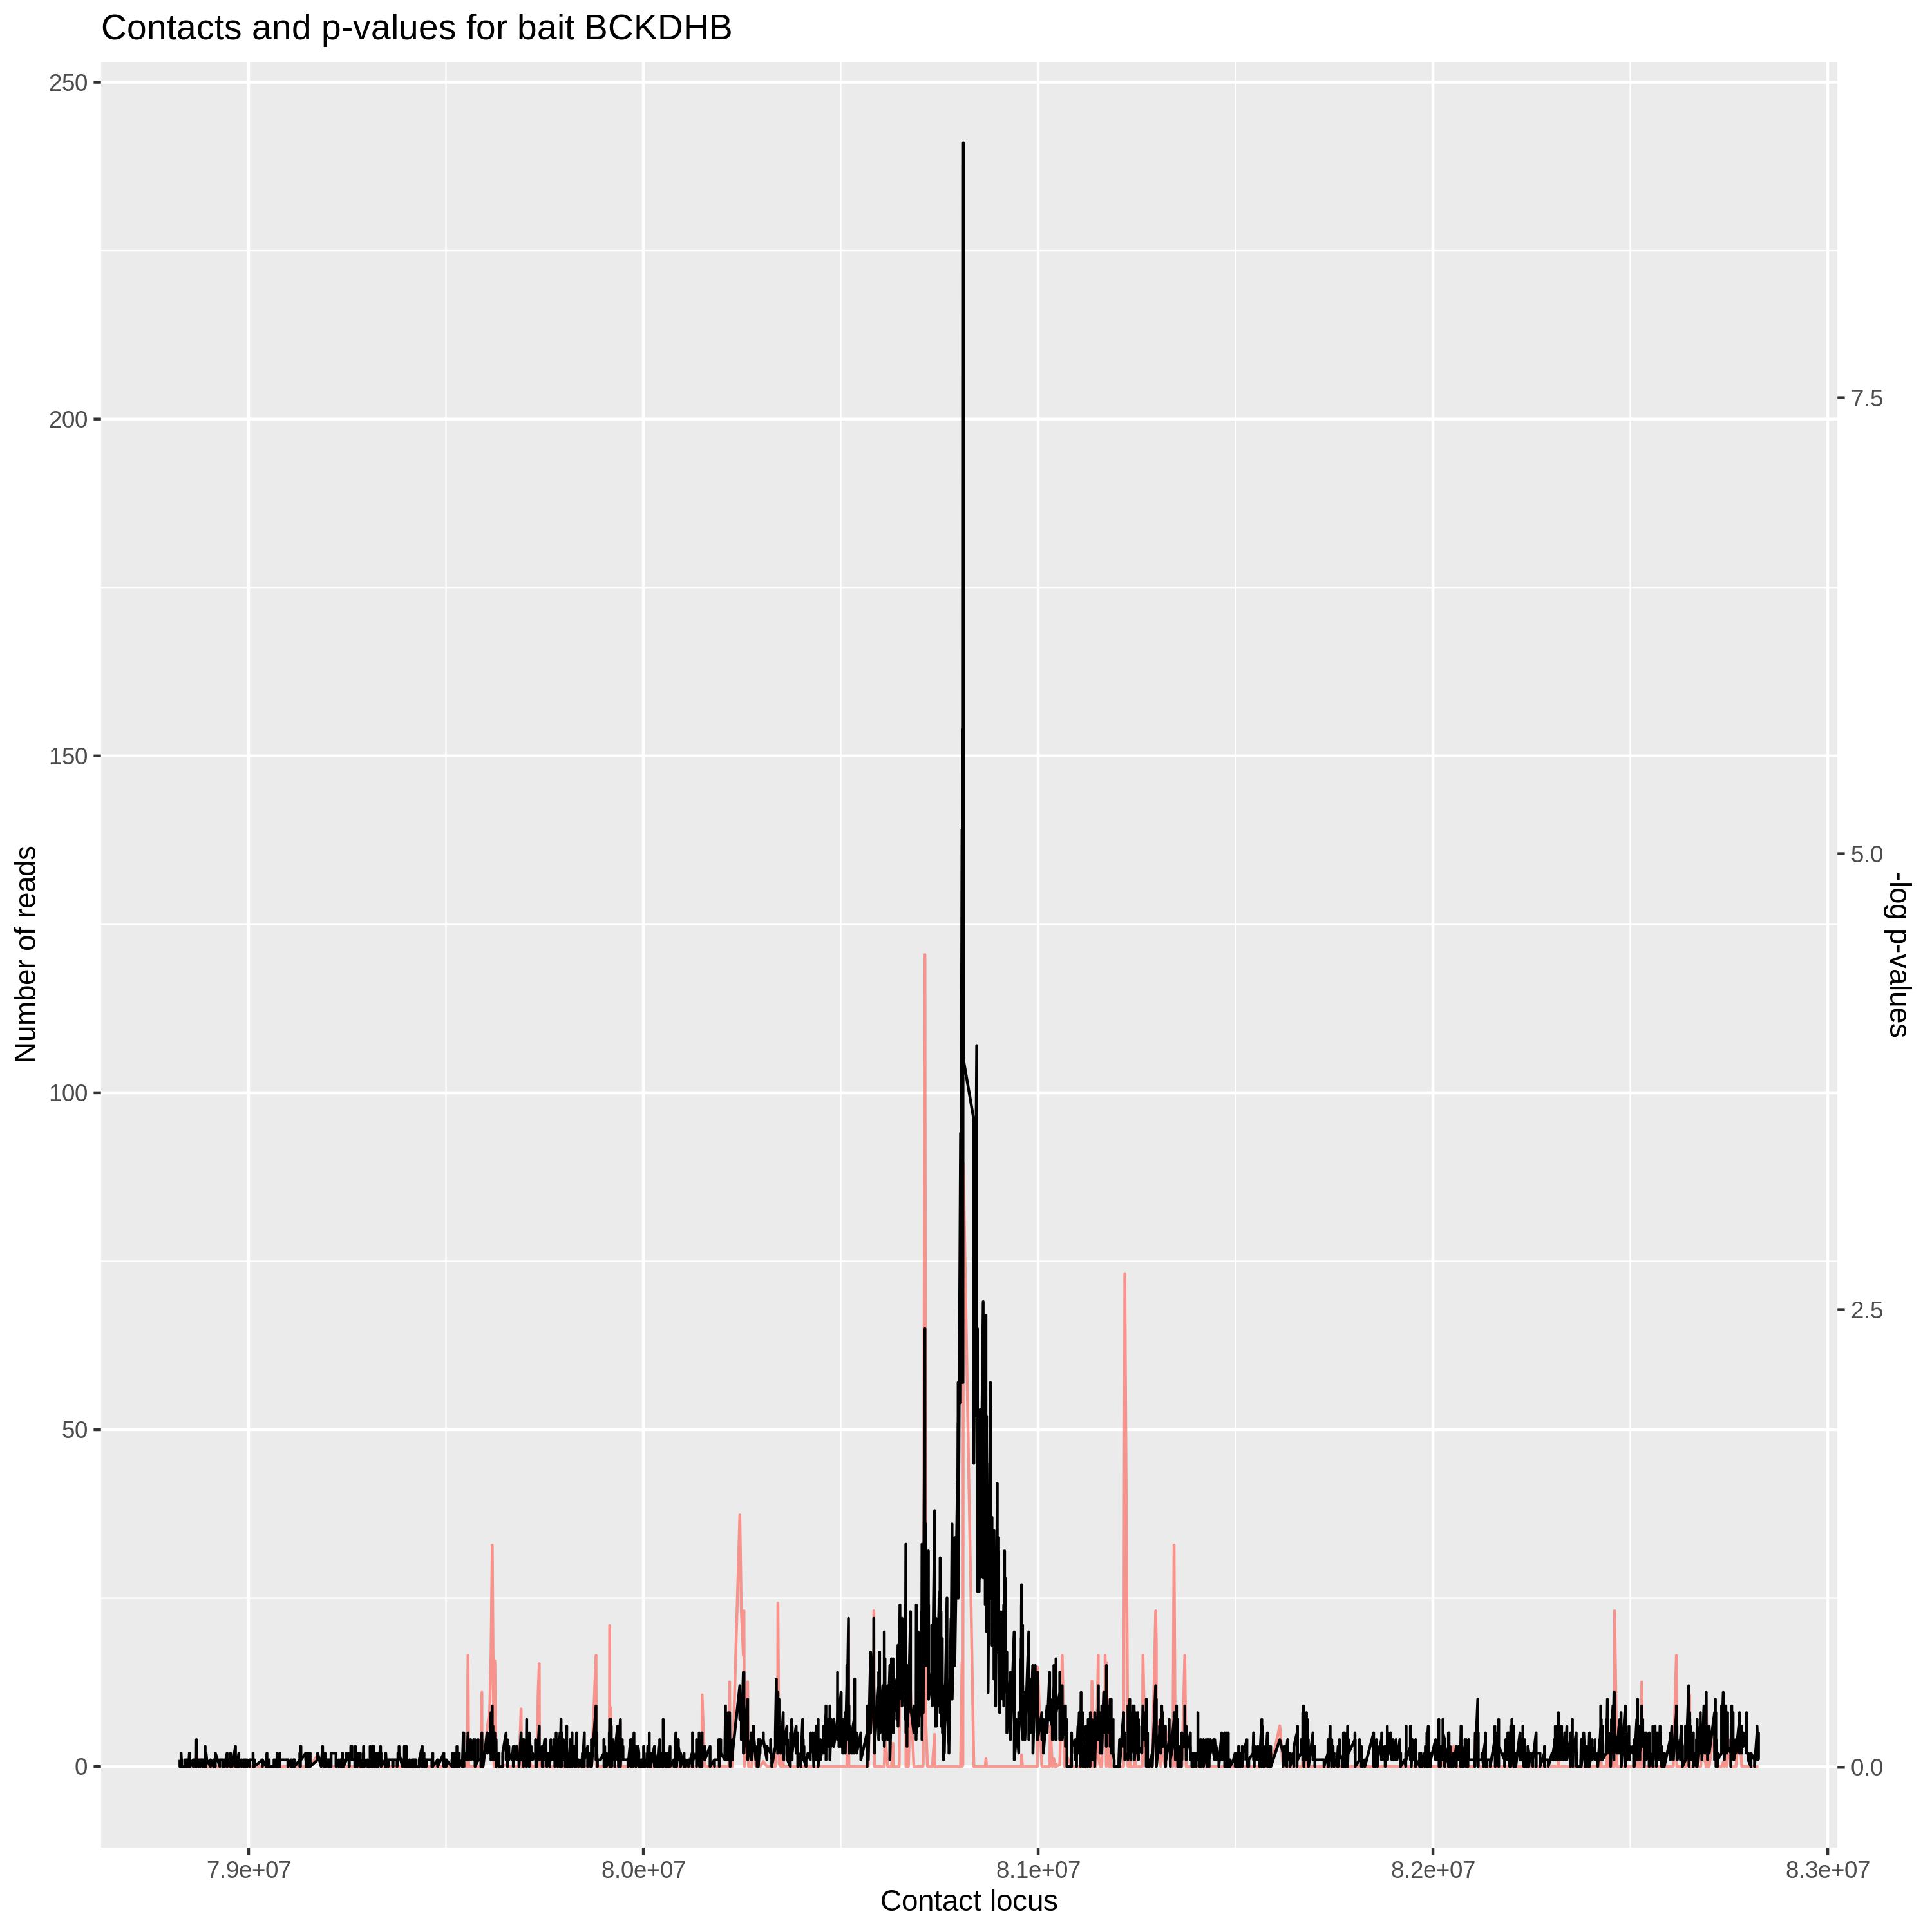 Contacts and p-values for bait BCKDHB
250
200
150
100
50
0
Number of reads
7.5
5.0
2.5
0.0
-log p-values
7.9e+07 8.0e+07 8.1e+07 8.2e+07 8.3e+07
Contact locus